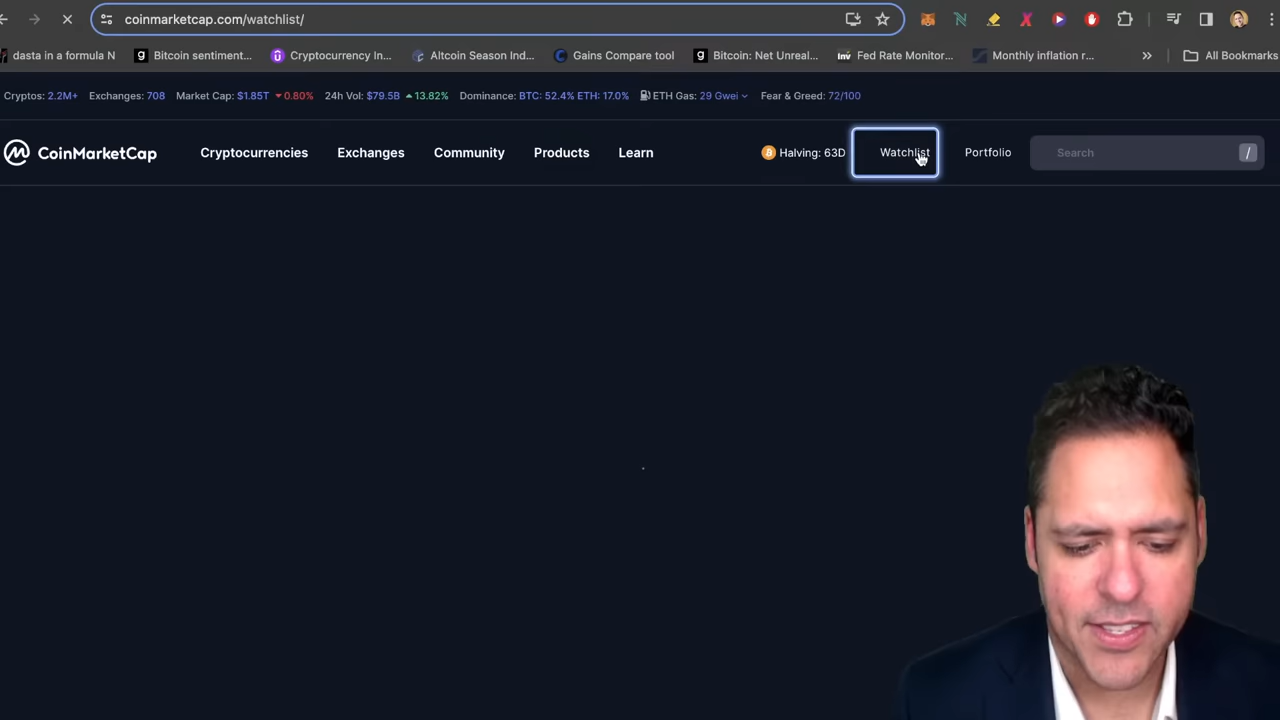 coinmarketcap.com/watchlist/
dasta in a formula N Bitcoin sentiment... Cryptocurrency In... Altcoin Season Ind... Gains Compare tool Bitcoin: Net Unreal... Inv Fed Rate Monitor... Monthly inflation r... » All Bookmarks
Cryptos: 2.2M+ Exchanges: 708 Market Cap: $1.85T 0.80% 24h Vol: $79.5B 13.82% Dominance: BTC: 52.4% ETH: 17.0% ETH Gas: 29 Gwei Fear & Greed: 72/100
CoinMarketCap Cryptocurrencies Exchanges Community Products Learn Halving: 63D Watchlist Portfolio Search /